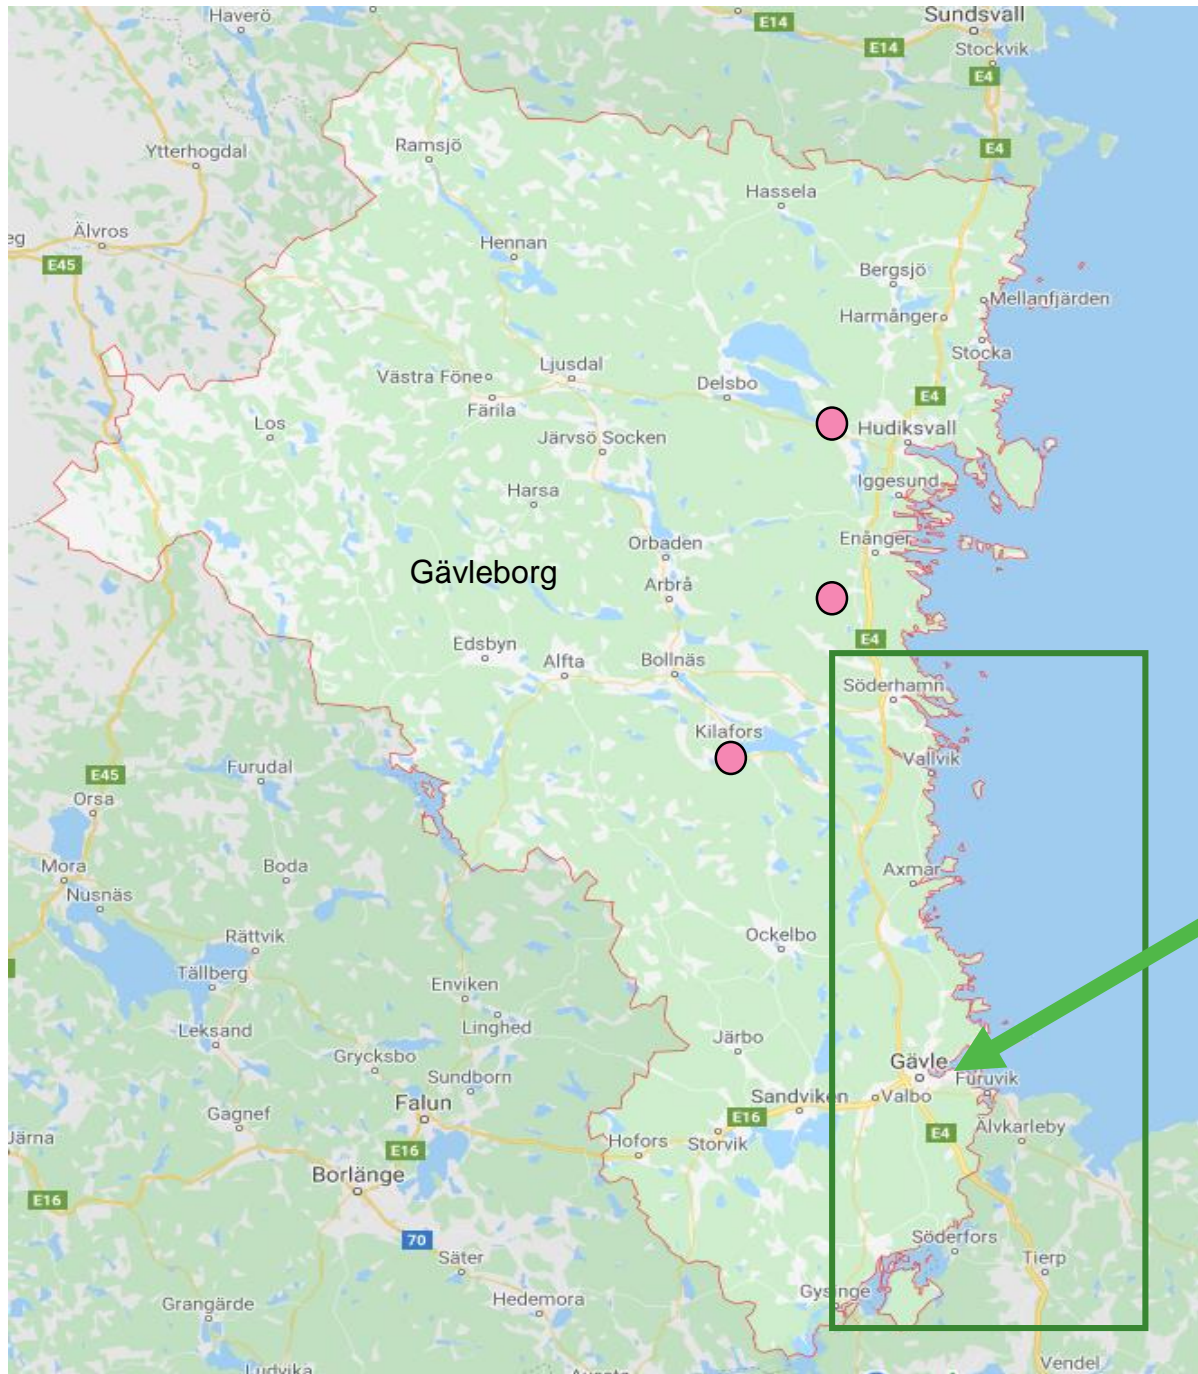 Haverö
Sundsvall
E14
E14
Stockvik
E4
Ramsjö
Ytterhogdal
E4
Hassela
Älvros
Hennan
E45
Bergsjö
Mellanfjärden
Harmånger
Stocka
Ljusdal
Västra Föne
Delsbo
E4
Färila
Los
Hudiksvall
Järvsö Socken
Iggesund
Harsa
Orbaden
Enånger
Gävleborg
Arbrå
E4
Edsbyn
Alfta
Bollnäs
Söderhamn
Kilafors
Vallvik
Furudal
E45
Orsa
Mora
Boda
Axmar
Nusnäs
Rättvik
Ockelbo
Tällberg
Enviken
Linghed
Leksand
Järbo
Grycksbo
Gävle
Sundborn
Furuvik
Sandviken
Valbo
Falun
Gagnef
E16
Älvkarleby
E4
Järna
Hofors
Storvik
E16
Borlänge
E16
70
Söderfors
Säter
Tierp
Gysinge
Hedemora
Grangärde
Vendel
Ludvika